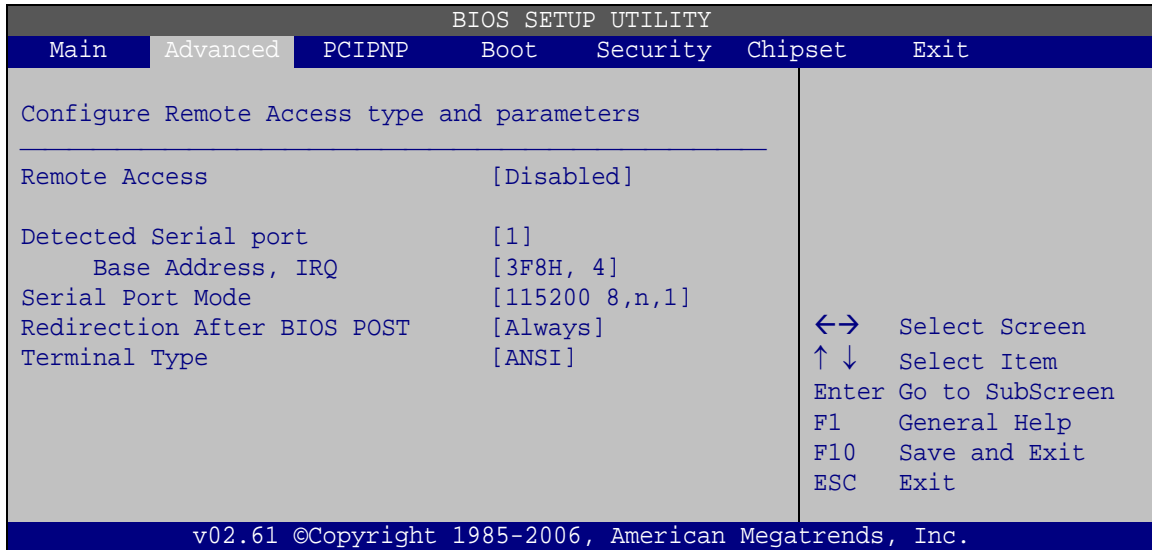 BIOS SETUP UTILITY
Main Advanced PCIPNP Boot Security Chipset Exit
Configure Remote Access type and parameters
Remote Access [Disabled]
Detected Serial port [1]
Base Address, IRQ [3F8H, 4]
Serial Port Mode [115200 8,n,1]
Redirection After BIOS POST [Always]
Terminal Type [ANSI]
←→ Select Screen
↑ ↓ Select Item
Enter Go to SubScreen
F1 General Help
F10 Save and Exit
ESC Exit
v02.61 ©Copyright 1985-2006, American Megatrends, Inc.